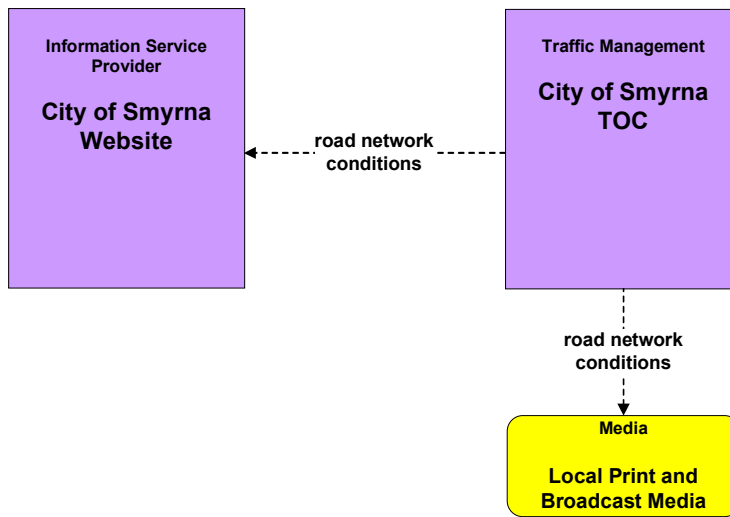 Information Service
Provider
City of Smyrna
Website
Traffic Management
City of Smyrna
TOC
road network
conditions
road network
conditions
Media
Local Print and
Broadcast Media